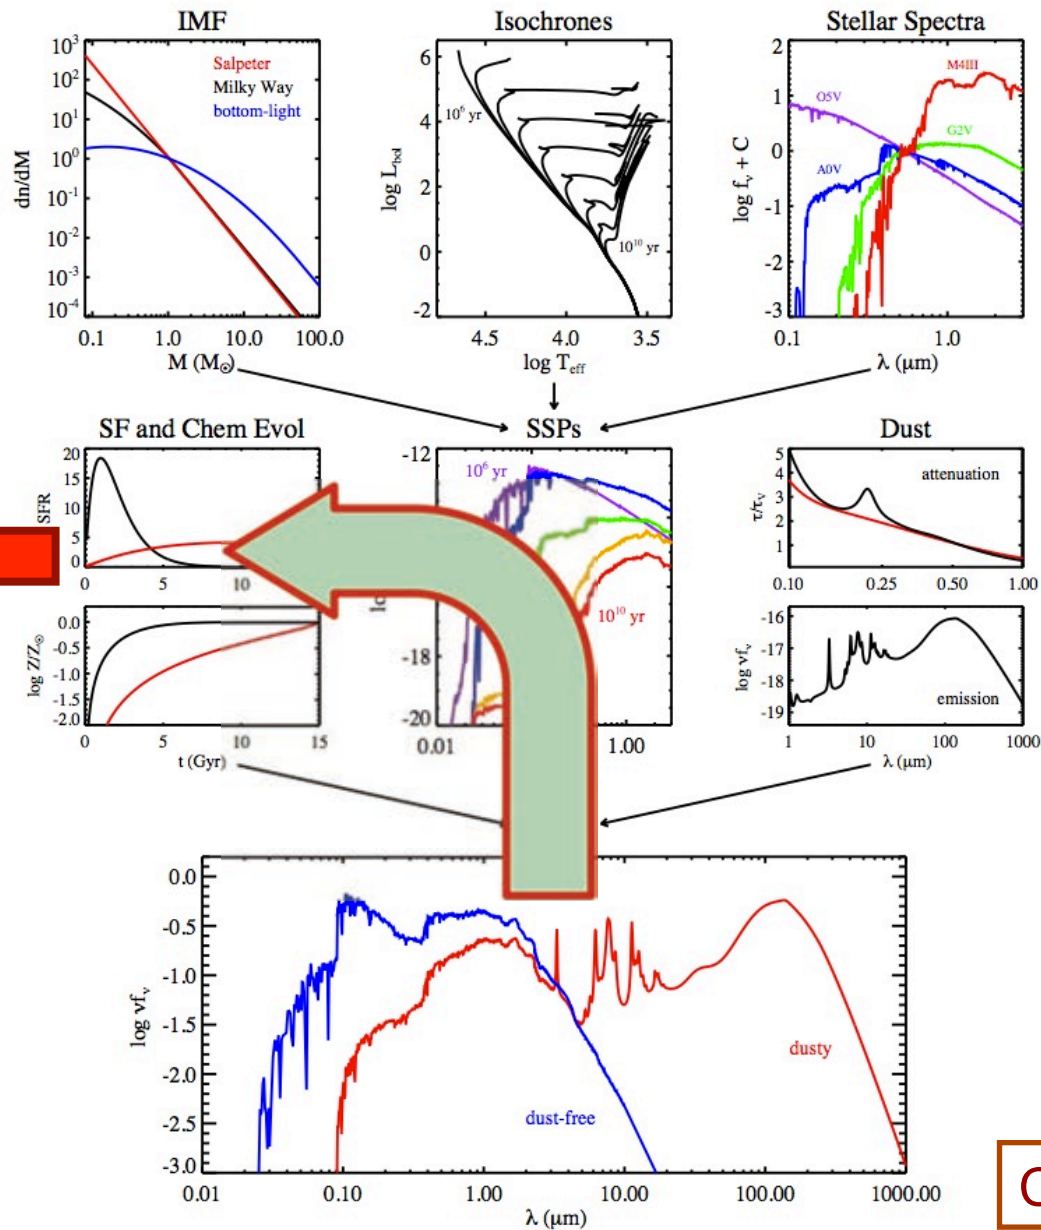 IMF
Isochrones
Stellar Spectra
10³
10²
10¹
10⁰
10⁻¹
10⁻²
10⁻³
10⁻⁴
dn/dM
Salpeter
Milky Way
bottom-light
0.1 1.0 10.0 100.0
M (M☉)
6
4
2
0
-2
log L_bol
10⁶ yr
10¹⁰ yr
4.5 4.0 3.5
log T_eff
2
1
0
-1
-2
-3
log f_ν + C
M4III
O5V
G2V
A0V
0.1 1.0
λ (μm)
SF and Chem Evol
SSPs
Dust
20
15
10
5
0
SFR
0 5 10
0.0
-0.5
-1.0
-1.5
-2.0
log Z/Z☉
0 5 10 15
t (Gyr)
-12
-18
-20
10⁶ yr
10¹⁰ yr
0.01 1.00
5
4
3
2
1
τ/τ_V
attenuation
0.10 0.25 0.50 1.00
-16
-17
-18
-19
log νf_ν
emission
1 10 100 1000
λ (μm)
0.0
-0.5
-1.0
-1.5
-2.0
-2.5
-3.0
log νf_ν
dusty
dust-free
0.01 0.10 1.00 10.00 100.00 1000.00
λ (μm)